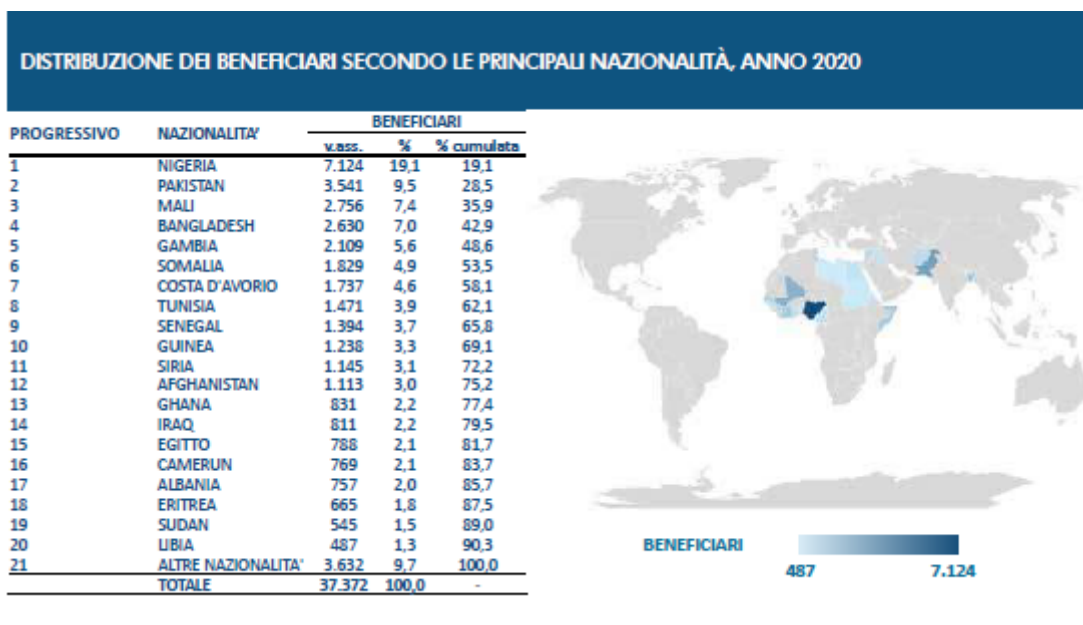 DISTRIBUZIONE DEI BENEFICIARI SECONDO LE PRINCIPALI NAZIONALITÀ, ANNO 2020
PROGRESSIVO NAZIONALITA' BENEFICIARI
v.ass. % % cumulata
1 NIGERIA 7.124 19,1 19,1
2 PAKISTAN 3.541 9,5 28,5
3 MALI 2.756 7,4 35,9
4 BANGLADESH 2.630 7,0 42,9
5 GAMBIA 2.109 5,6 48,6
6 SOMALIA 1.829 4,9 53,5
7 COSTA D'AVORIO 1.737 4,6 58,1
8 TUNISIA 1.471 3,9 62,1
9 SENEGAL 1.394 3,7 65,8
10 GUINEA 1.238 3,3 69,1
11 SIRIA 1.145 3,1 72,2
12 AFGHANISTAN 1.113 3,0 75,2
13 GHANA 831 2,2 77,4
14 IRAQ 811 2,2 79,5
15 EGITTO 788 2,1 81,7
16 CAMERUN 769 2,1 83,7
17 ALBANIA 757 2,0 85,7
18 ERITREA 665 1,8 87,5
19 SUDAN 545 1,5 89,0
20 LIBIA 487 1,3 90,3
21 ALTRE NAZIONALITA' 3.632 9,7 100,0
TOTALE 37.372 100,0 -
BENEFICIARI
487 7.124